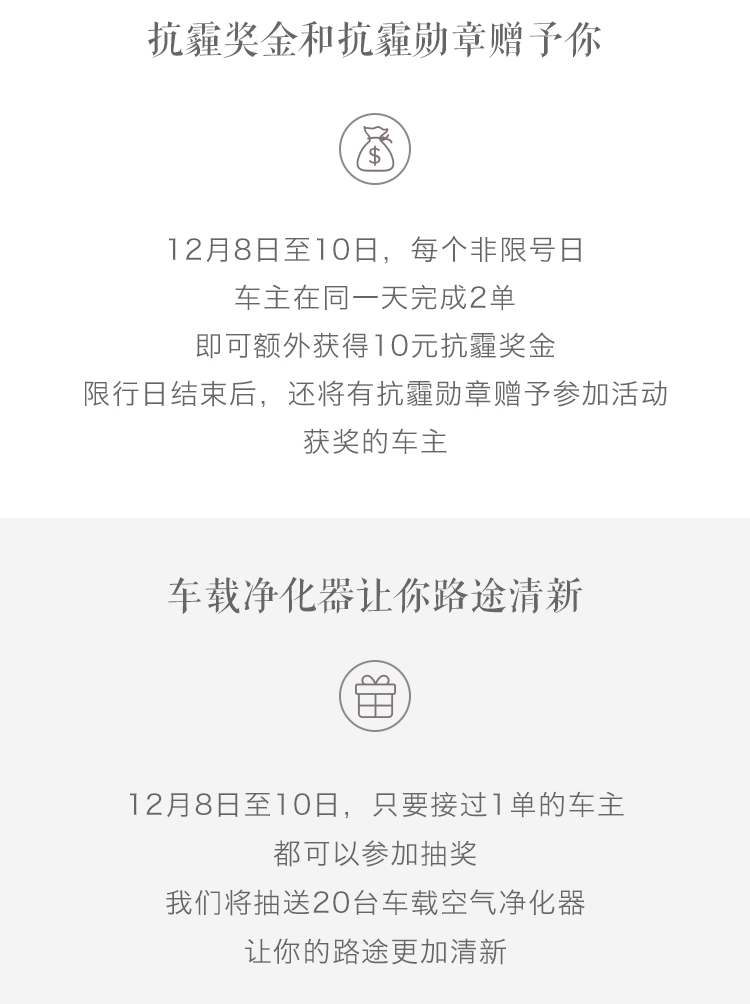 抗霾奖金和抗霾勋章赠予你
$
12月8日至10日，每个非限号日
车主在同一天完成2单
即可额外获得10元抗霾奖金
限行日结束后，还将有抗霾勋章赠予参加活动
获奖的车主
车载净化器让你路途清新
12月8日至10日，只要接过1单的车主
都可以参加抽奖
我们将抽送20台车载空气净化器
让你的路途更加清新